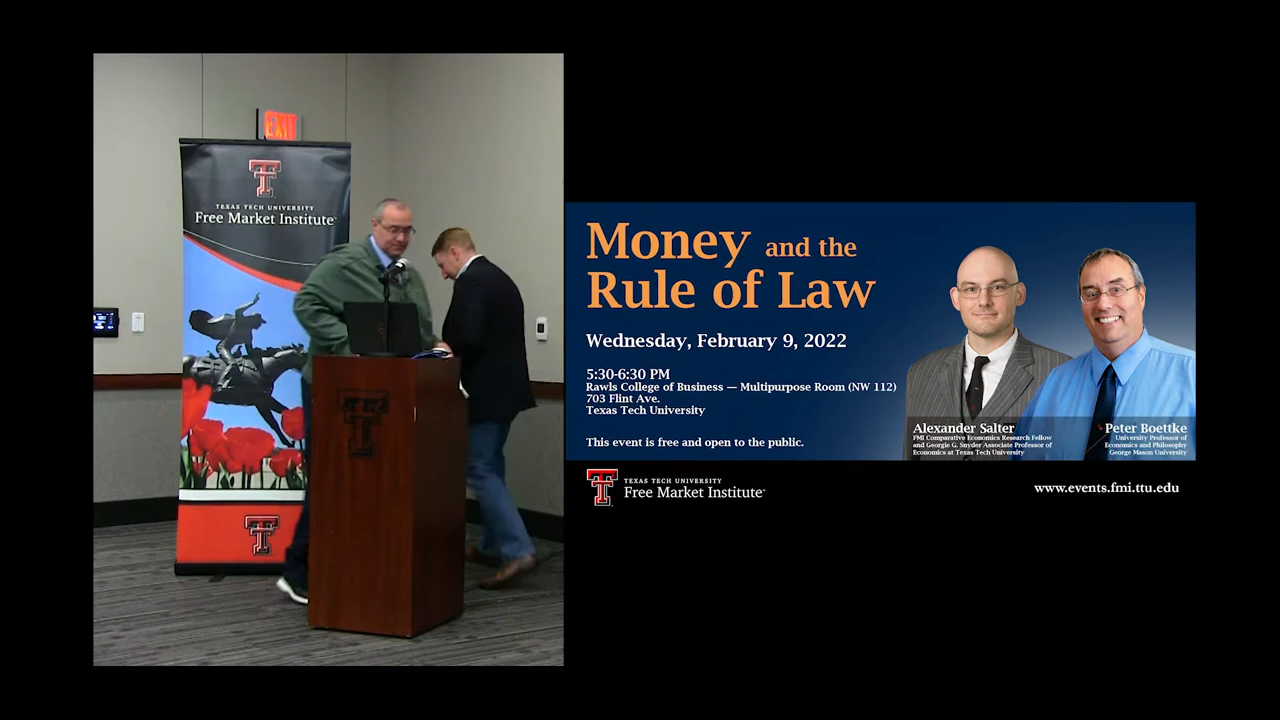 EXIT
TEXAS TECH UNIVERSITY
Free Market Institute
Money and the
Rule of Law
Wednesday, February 9, 2022
5:30-6:30 PM
Rawls College of Business — Multipurpose Room (NW 112)
703 Flint Ave.
Texas Tech University
This event is free and open to the public.
Alexander Salter
FMI Comparative Economics Research Fellow
and Georgie G. Snyder Associate Professor of
Economics at Texas Tech University
Peter Boettke
University Professor of
Economics and Philosophy
George Mason University
TEXAS TECH UNIVERSITY
Free Market Institute
www.events.fmi.ttu.edu